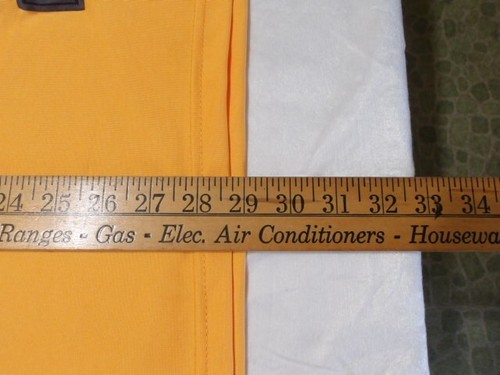 24 25 26 27 28 29 30 31 32 33 34
Ranges - Gas - Elec. Air Conditioners - Housewa